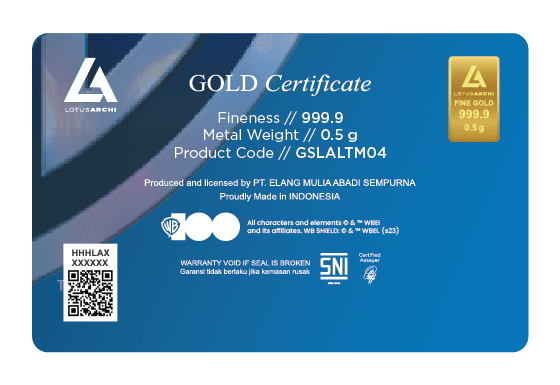 LOTUSARCHI
GOLD Certificate
Fineness // 999.9
Metal Weight // 0.5 g
Product Code // GSLALTM04
LOTUSARCHI
FINE GOLD
999.9
0.5 g
Produced and licensed by PT. ELANG MULIA ABADI SEMPURNA
Proudly Made in INDONESIA
WB 100
All characters and elements © & ™ WBEI
and its affiliates. WB SHIELD: © & ™ WBEI. (s23)
HHHLAX
XXXXXX
WARRANTY VOID IF SEAL IS BROKEN
Garansi tidak berlaku jika kemasan rusak
SNI
Certified
Assayer
T